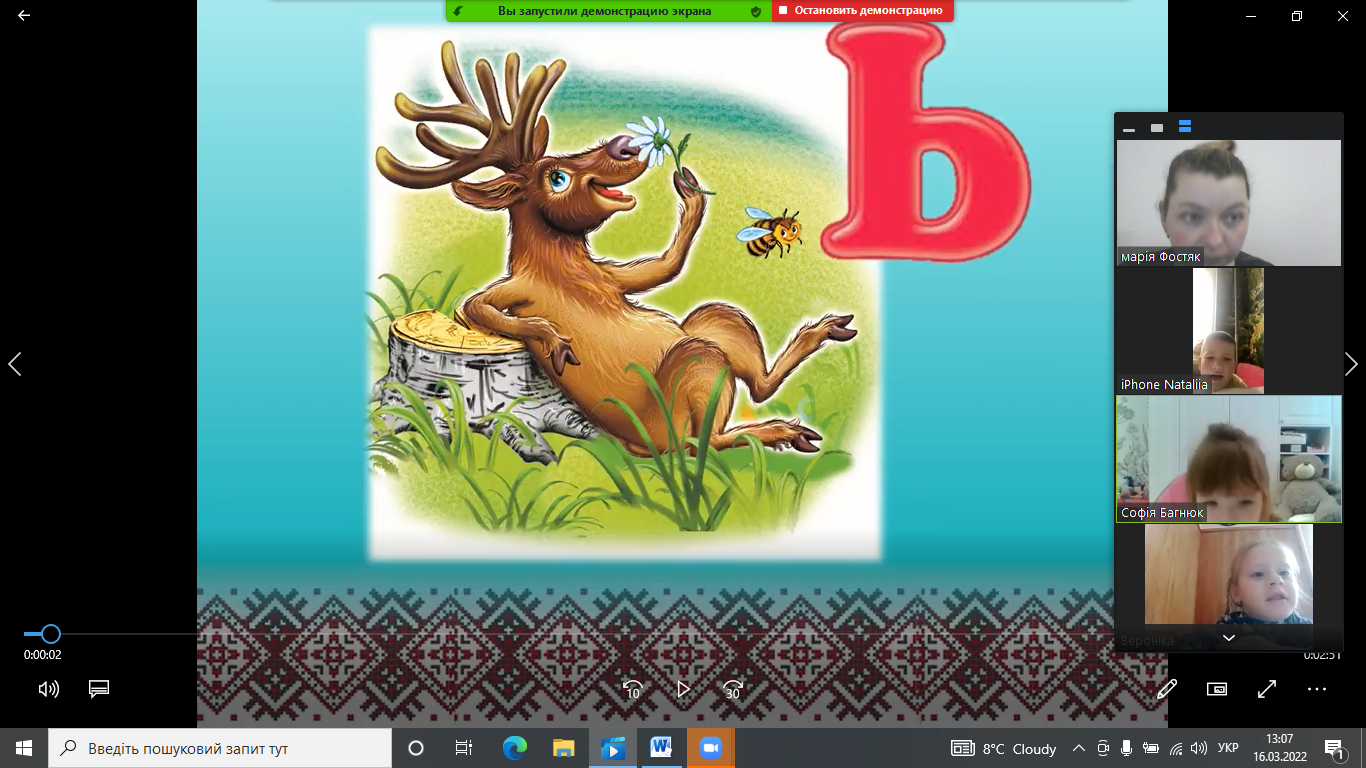 Вы запустили демонстрацию экрана
Остановить демонстрацию
Ь
марія Фостяк
iPhone Nataliia
Софія Багнюк
Вероніка
0:00:02
0:02:51
10
30
Введіть пошуковий запит тут
8°C Cloudy
УКР
13:07
16.03.2022
1